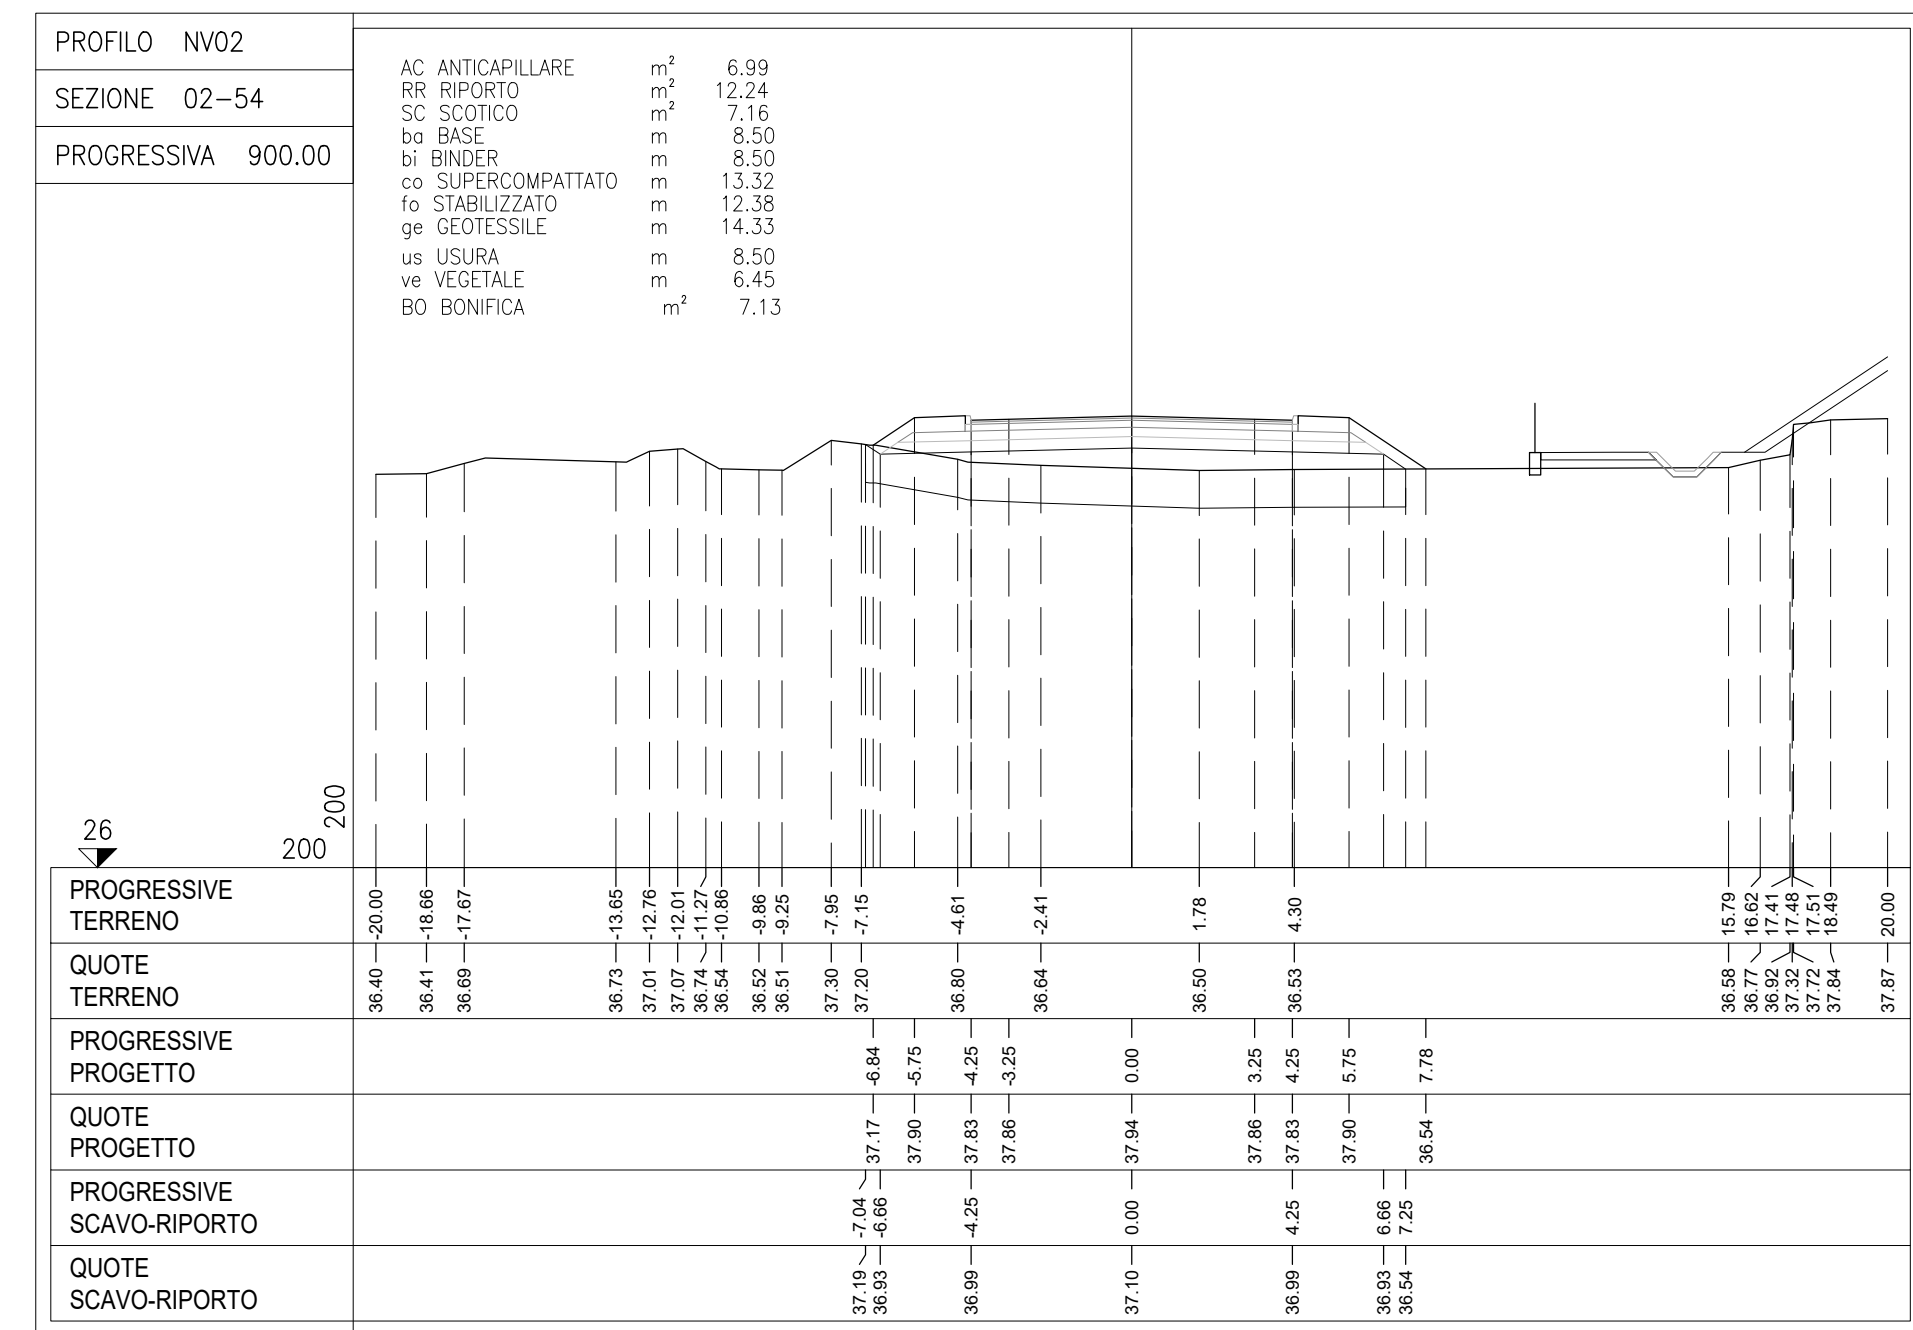 PROFILO NV02
SEZIONE 02-54
PROGRESSIVA 900.00
AC ANTICAPILLARE m² 6.99
RR RIPORTO m² 12.24
SC SCOTICO m² 7.16
ba BASE m 8.50
bi BINDER m 8.50
co SUPERCOMPATTATO m 13.32
fo STABILIZZATO m 12.38
ge GEOTESSILE m 14.33
us USURA m 8.50
ve VEGETALE m 6.45
BO BONIFICA m² 7.13
200
26
200
PROGRESSIVE
TERRENO
-20.00 -18.66 -17.67 -13.65 -12.76 -12.01 -11.27 -10.86 -9.86 -9.25 -7.95 -7.15 -4.61 -2.41 1.78 4.30 15.79 16.62 17.41 17.48 17.51 18.49 20.00
QUOTE
TERRENO
36.40 36.41 36.69 36.73 37.01 37.07 36.74 36.54 36.52 36.51 37.30 37.20 36.80 36.64 36.50 36.53 36.58 36.77 36.92 37.32 37.72 37.84 37.87
PROGRESSIVE
PROGETTO
-6.84 -5.75 -4.25 -3.25 0.00 3.25 4.25 5.75 7.78
QUOTE
PROGETTO
37.17 37.90 37.83 37.86 37.94 37.86 37.83 37.90 36.54
PROGRESSIVE
SCAVO-RIPORTO
-7.04 -6.66 -4.25 0.00 4.25 6.66 7.25
QUOTE
SCAVO-RIPORTO
37.19 36.93 36.99 37.10 36.99 36.93 36.54